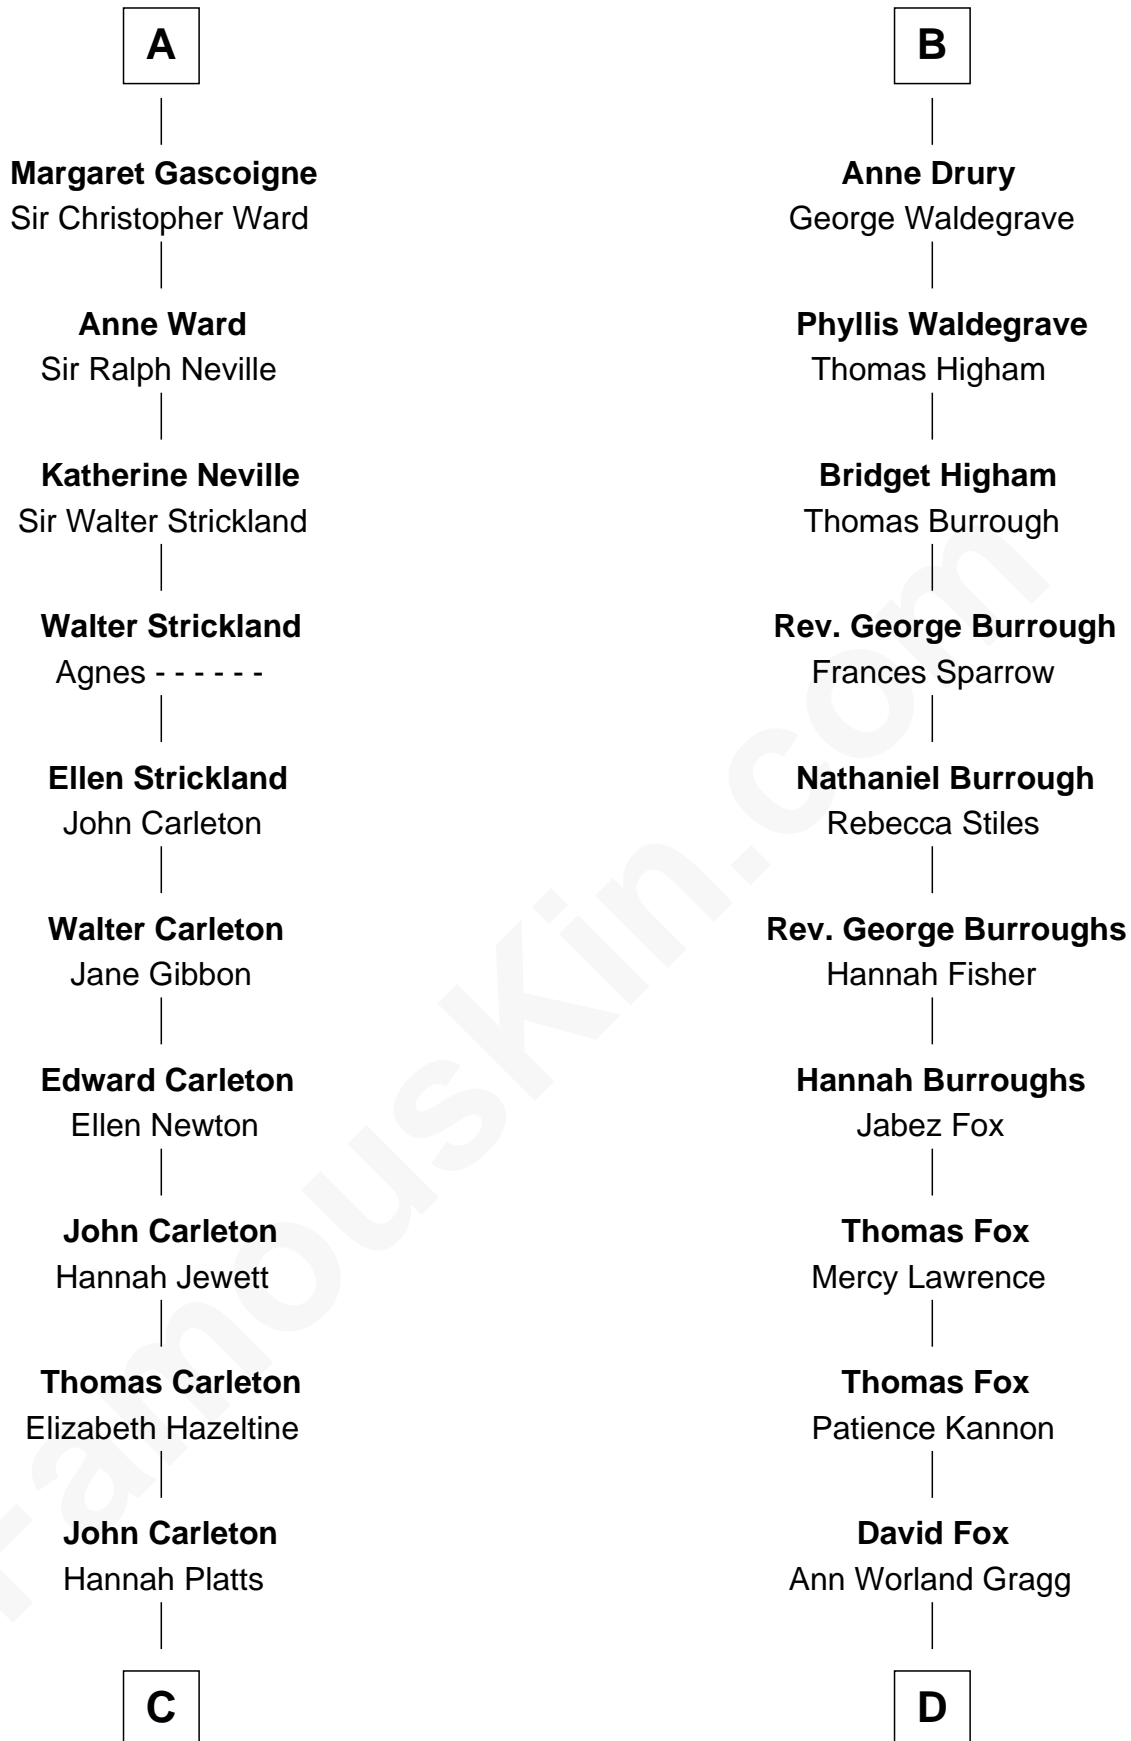 A
Margaret Gascoigne
Sir Christopher Ward
Anne Ward
Sir Ralph Neville
Katherine Neville
Sir Walter Strickland
Walter Strickland
Agnes - - - - - -
Ellen Strickland
John Carleton
Walter Carleton
Jane Gibbon
Edward Carleton
Ellen Newton
John Carleton
Hannah Jewett
Thomas Carleton
Elizabeth Hazeltine
John Carleton
Hannah Platts
C
B
Anne Drury
George Waldegrave
Phyllis Waldegrave
Thomas Higham
Bridget Higham
Thomas Burrough
Rev. George Burrough
Frances Sparrow
Nathaniel Burrough
Rebecca Stiles
Rev. George Burroughs
Hannah Fisher
Hannah Burroughs
Jabez Fox
Thomas Fox
Mercy Lawrence
Thomas Fox
Patience Kannon
David Fox
Ann Worland Gragg
D
FamousKin.com